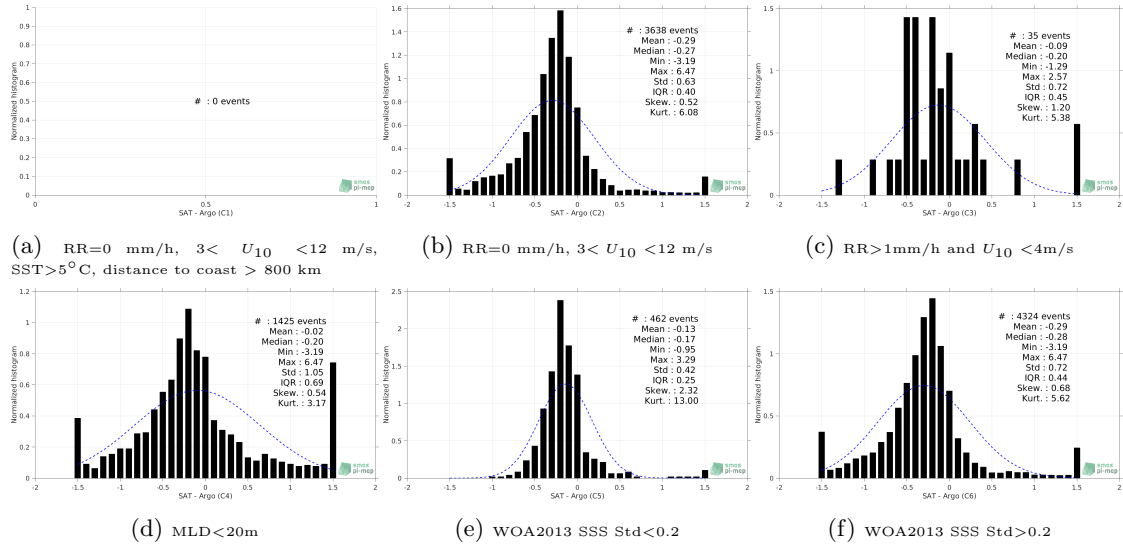 1
0.9
0.8
0.7
0.6
0.5
0.4
0.3
0.2
0.1
0
0
0.5
1
Normalized histogram
SAT - Argo (C1)
# : 0 events
smos
pi-mep
(a) RR=0 mm/h, 3< U10 <12 m/s,
SST>5°C, distance to coast > 800 km
1.6
1.4
1.2
1
0.8
0.6
0.4
0.2
0
-2
-1.5
-1
-0.5
0
0.5
1
1.5
2
Normalized histogram
SAT - Argo (C2)
# : 3638 events
Mean : -0.29
Median : -0.27
Min : -3.19
Max : 6.47
Std : 0.63
IQR : 0.40
Skew. : 0.52
Kurt. : 6.08
smos
pi-mep
(b) RR=0 mm/h, 3< U10 <12 m/s
1.5
1
0.5
0
-2
-1.5
-1
-0.5
0
0.5
1
1.5
2
Normalized histogram
SAT - Argo (C3)
# : 35 events
Mean : -0.09
Median : -0.20
Min : -1.29
Max : 2.57
Std : 0.72
IQR : 0.45
Skew. : 1.20
Kurt. : 5.38
smos
pi-mep
(c) RR>1mm/h and U10 <4m/s
1.2
1
0.8
0.6
0.4
0.2
0
-2
-1.5
-1
-0.5
0
0.5
1
1.5
2
Normalized histogram
SAT - Argo (C4)
# : 1425 events
Mean : -0.02
Median : -0.20
Min : -3.19
Max : 6.47
Std : 1.05
IQR : 0.69
Skew. : 0.54
Kurt. : 3.17
smos
pi-mep
(d) MLD<20m
2.5
2
1.5
1
0.5
0
-2
-1.5
-1
-0.5
0
0.5
1
1.5
2
Normalized histogram
SAT - Argo (C5)
# : 462 events
Mean : -0.13
Median : -0.17
Min : -0.95
Max : 3.29
Std : 0.42
IQR : 0.25
Skew. : 2.32
Kurt. : 13.00
smos
pi-mep
(e) WOA2013 SSS Std<0.2
1.5
1
0.5
0
-2
-1.5
-1
-0.5
0
0.5
1
1.5
2
Normalized histogram
SAT - Argo (C6)
# : 4324 events
Mean : -0.29
Median : -0.28
Min : -3.19
Max : 6.47
Std : 0.72
IQR : 0.44
Skew. : 0.68
Kurt. : 5.62
smos
pi-mep
(f) WOA2013 SSS Std>0.2